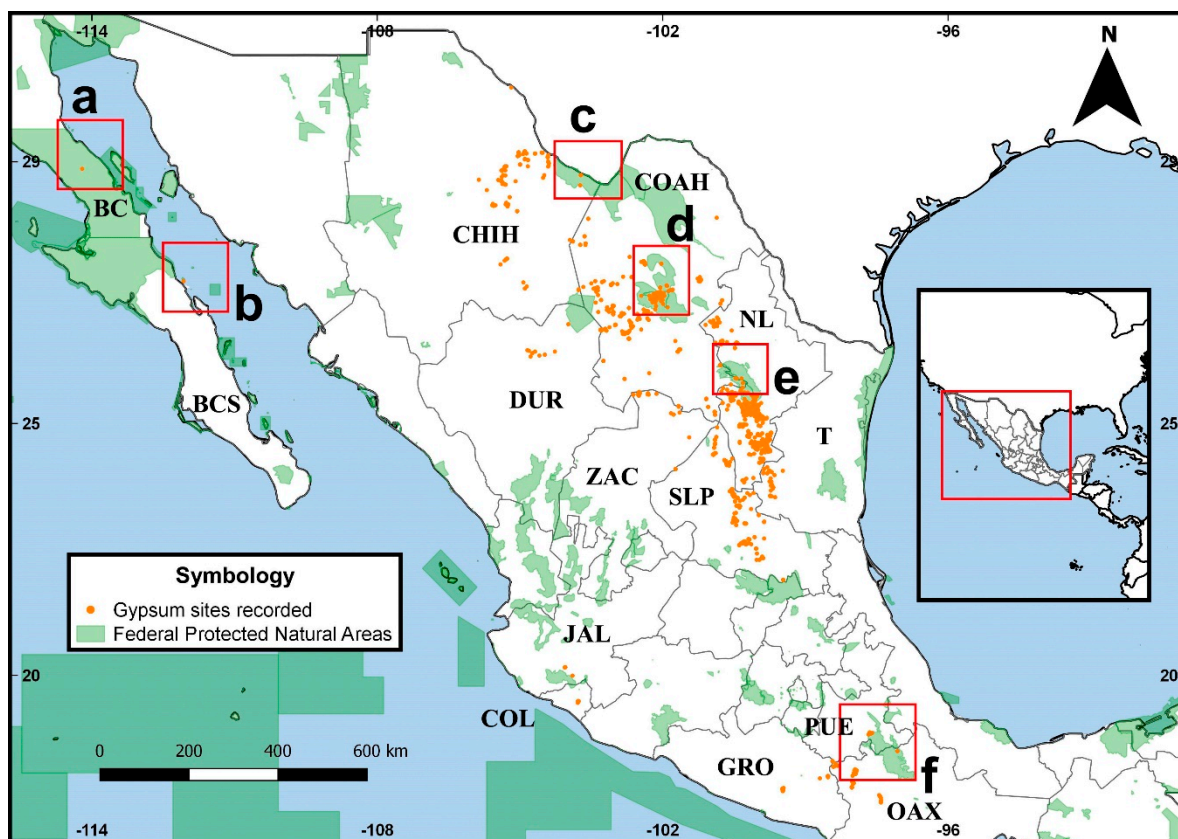 -114 -108 -102 -96
N
a
c
29 29
COAH
BC
CHIH
d
b
NL
e
DUR
BCS
25 25
T
ZAC
SLP
Symbology
Gypsum sites recorded
Federal Protected Natural Areas
JAL
20 20
COL
PUE
0 200 400 600 km
GRO
f
OAX
-114 -108 -102 -96